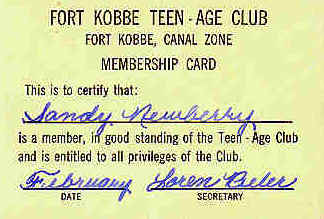 FORT KOBBE TEEN-AGE CLUB
FORT KOBBE, CANAL ZONE
MEMBERSHIP CARD
This is to certify that:
Sandy Newberry
is a member, in good standing of the Teen-Age Club
and is entitled to all privileges of the Club.
February Loren
DATE SECRETARY